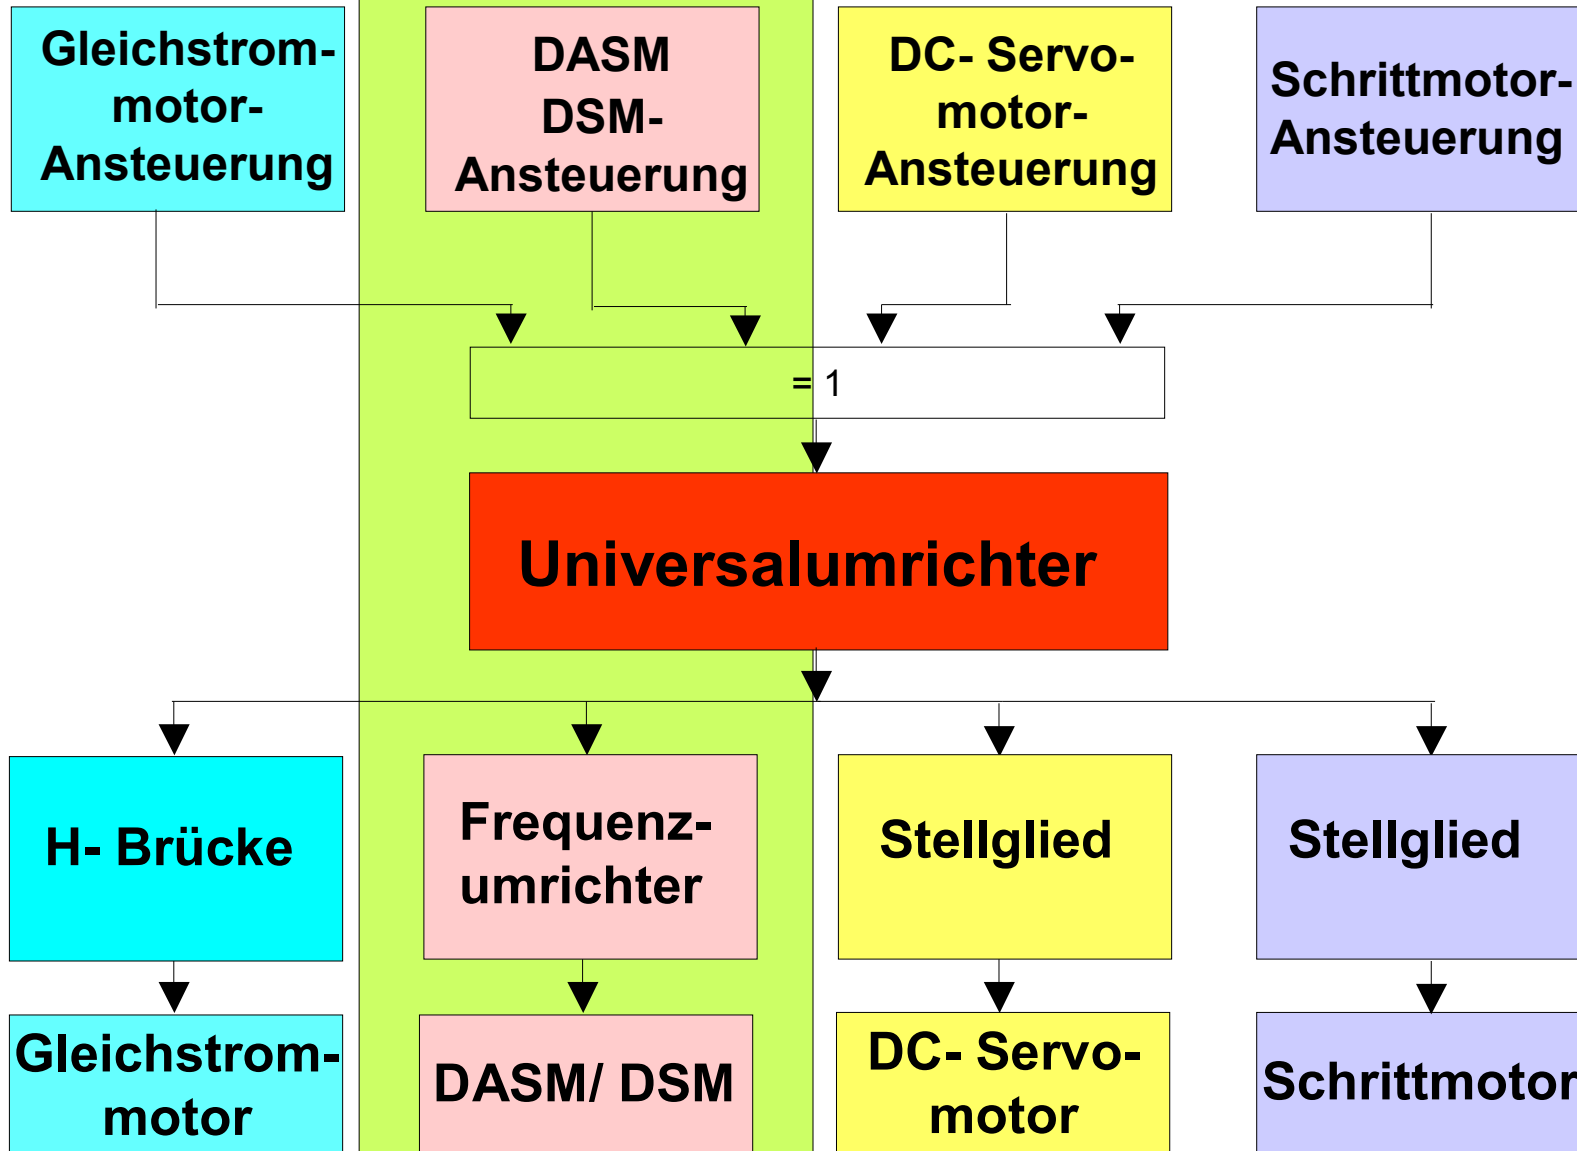 Gleichstrom-
motor-
Ansteuerung
DASM
DSM-
Ansteuerung
DC- Servo-
motor-
Ansteuerung
Schrittmotor-
Ansteuerung
= 1
Universalumrichter
H- Brücke
Frequenz-
umrichter
Stellglied
Stellglied
Gleichstrom-
motor
DASM/ DSM
DC- Servo-
motor
Schrittmotor